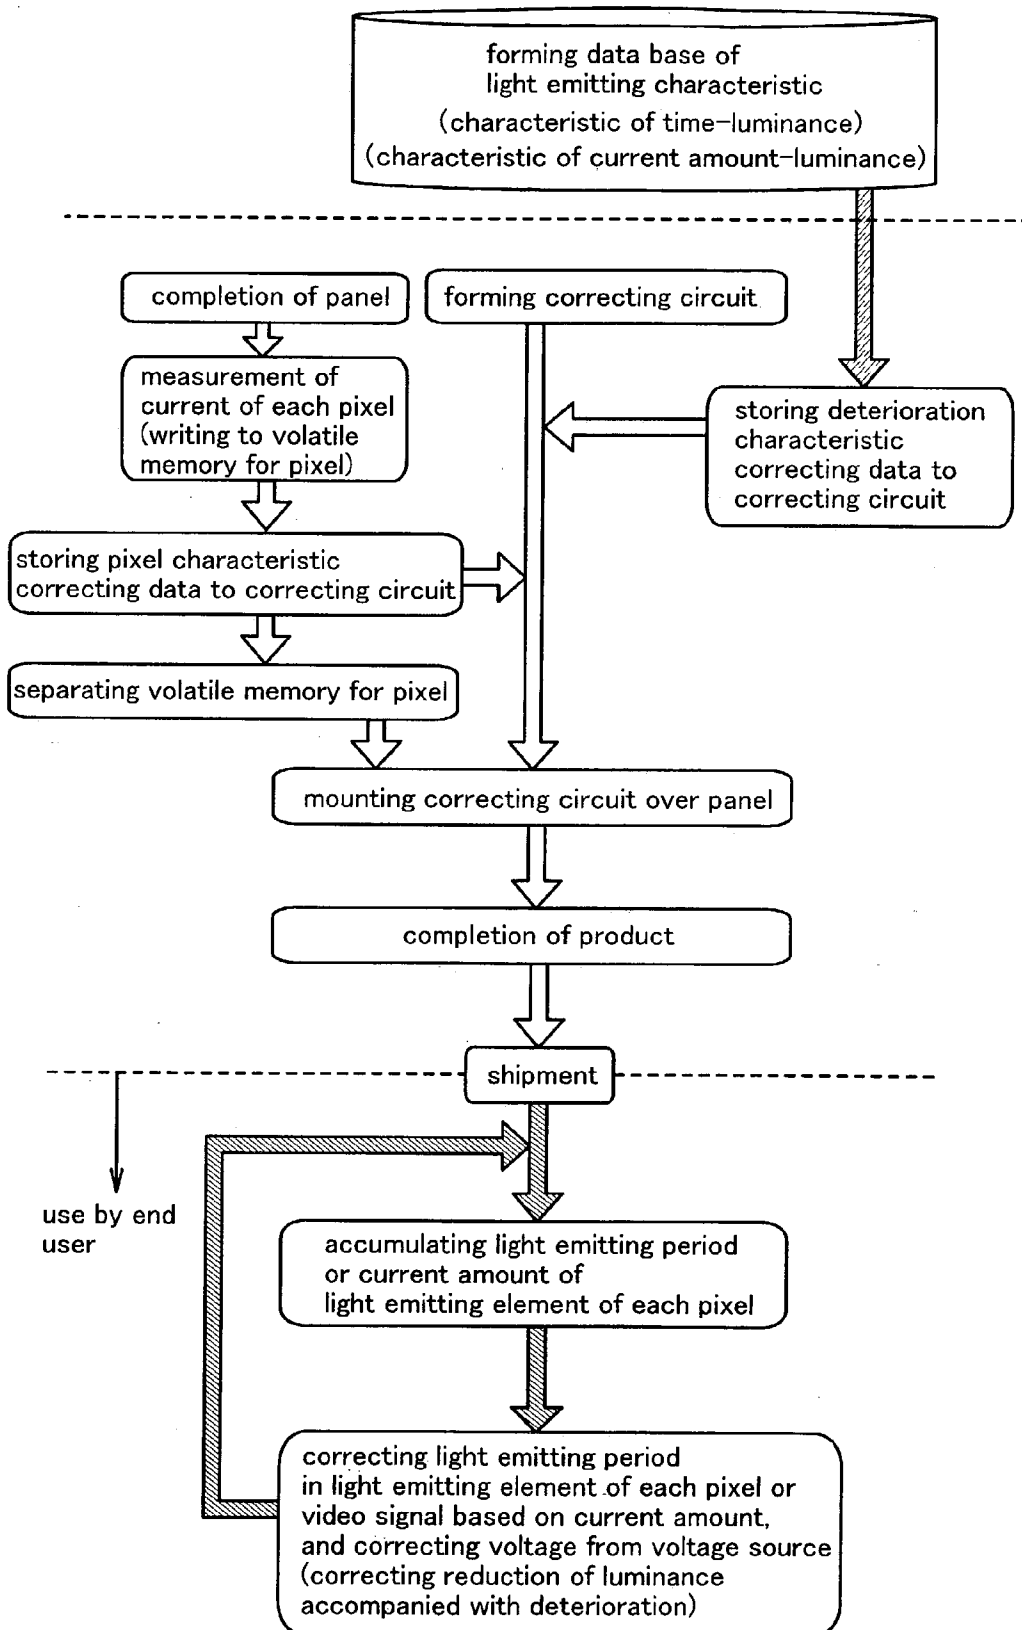 forming data base of
light emitting characteristic
(characteristic of time-luminance)
(characteristic of current amount-luminance)
completion of panel
forming correcting circuit
measurement of
current of each pixel
(writing to volatile
memory for pixel)
storing deterioration
characteristic
correcting data to
correcting circuit
storing pixel characteristic
correcting data to correcting circuit
separating volatile memory for pixel
mounting correcting circuit over panel
completion of product
shipment
use by end
user
accumulating light emitting period
or current amount of
light emitting element of each pixel
correcting light emitting period
in light emitting element of each pixel or
video signal based on current amount,
and correcting voltage from voltage source
(correcting reduction of luminance
accompanied with deterioration)